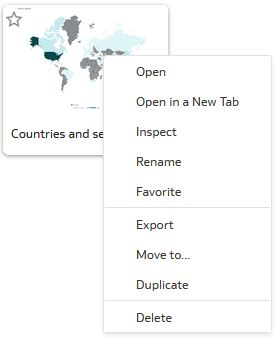 Countries and se
Open
Open in a New Tab
Inspect
Rename
Favorite
Export
Move to...
Duplicate
Delete